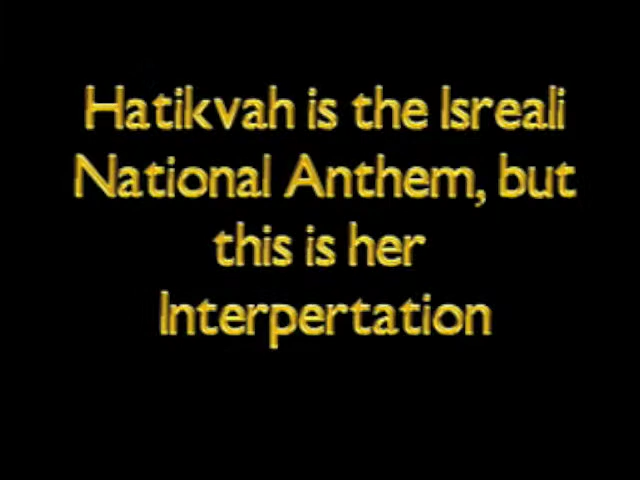 Hatikvah is the Isreali
National Anthem, but
this is her
Interpertation